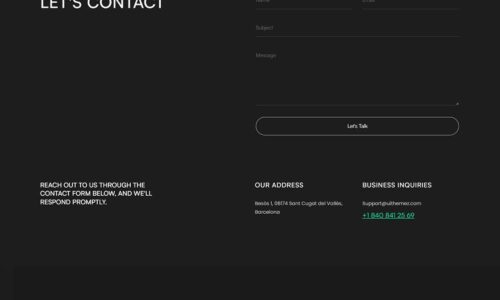 LET'S CONTACT
Name
Email
Subject
Message
Let's Talk
REACH OUT TO US THROUGH THE
CONTACT FORM BELOW, AND WE'LL
RESPOND PROMPTLY.
OUR ADDRESS
Besòs 1, 08174 Sant Cugat del Vallès,
Barcelona
BUSINESS INQUIRIES
Support@uithemez.com
+1 840 841 25 69